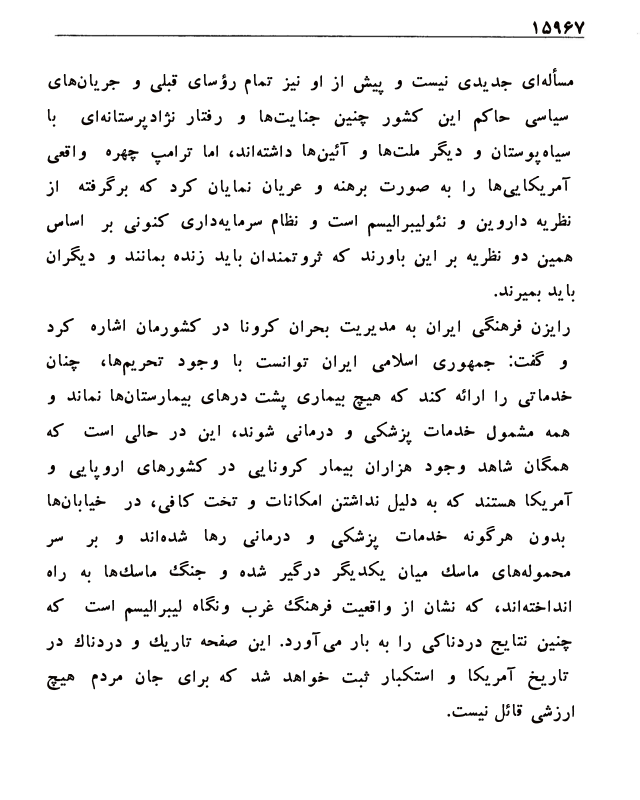 ۱۵۹۶۷
مسأله‌ای جدیدی نیست و پیش از او نیز تمام رؤسای قبلی و جریان‌های
سیاسی حاکم این کشور چنین جنایت‌ها و رفتار نژادپرستانه‌ای با
سیاه‌پوستان و دیگر ملت‌ها و آئین‌ها داشته‌اند، اما ترامپ چهره واقعی
آمریکایی‌ها را به صورت برهنه و عریان نمایان کرد که برگرفته از
نظریه داروین و نئولیبرالیسم است و نظام سرمایه‌داری کنونی بر اساس
همین دو نظریه بر این باورند که ثروتمندان باید زنده بمانند و دیگران
باید بمیرند.
رایزن فرهنگی ایران به مدیریت بحران کرونا در کشورمان اشاره کرد
و گفت: جمهوری اسلامی ایران توانست با وجود تحریم‌ها، چنان
خدماتی را ارائه کند که هیچ بیماری پشت درهای بیمارستان‌ها نماند و
همه مشمول خدمات پزشکی و درمانی شوند، این در حالی است که
همگان شاهد وجود هزاران بیمار کرونایی در کشورهای اروپایی و
آمریکا هستند که به دلیل نداشتن امکانات و تخت کافی، در خیابان‌ها
بدون هرگونه خدمات پزشکی و درمانی رها شده‌اند و بر سر
محموله‌های ماسك میان یکدیگر درگیر شده و جنگ ماسك‌ها به راه
انداخته‌اند، که نشان از واقعیت فرهنگ غرب ونگاه لیبرالیسم است که
چنین نتایج دردناکی را به بار می‌آورد. این صفحه تاریك و دردناك در
تاریخ آمریکا و استکبار ثبت خواهد شد که برای جان مردم هیچ
ارزشی قائل نیست.